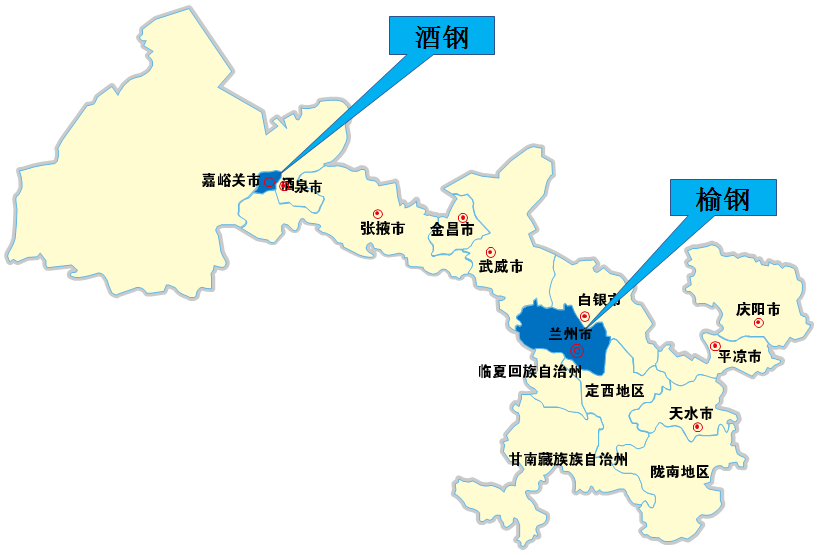 酒钢
嘉峪关市
酒泉市
榆钢
张掖市
金昌市
武威市
白银市
庆阳市
兰州市
平凉市
临夏回族自治州
定西地区
天水市
甘南藏族族自治州
陇南地区